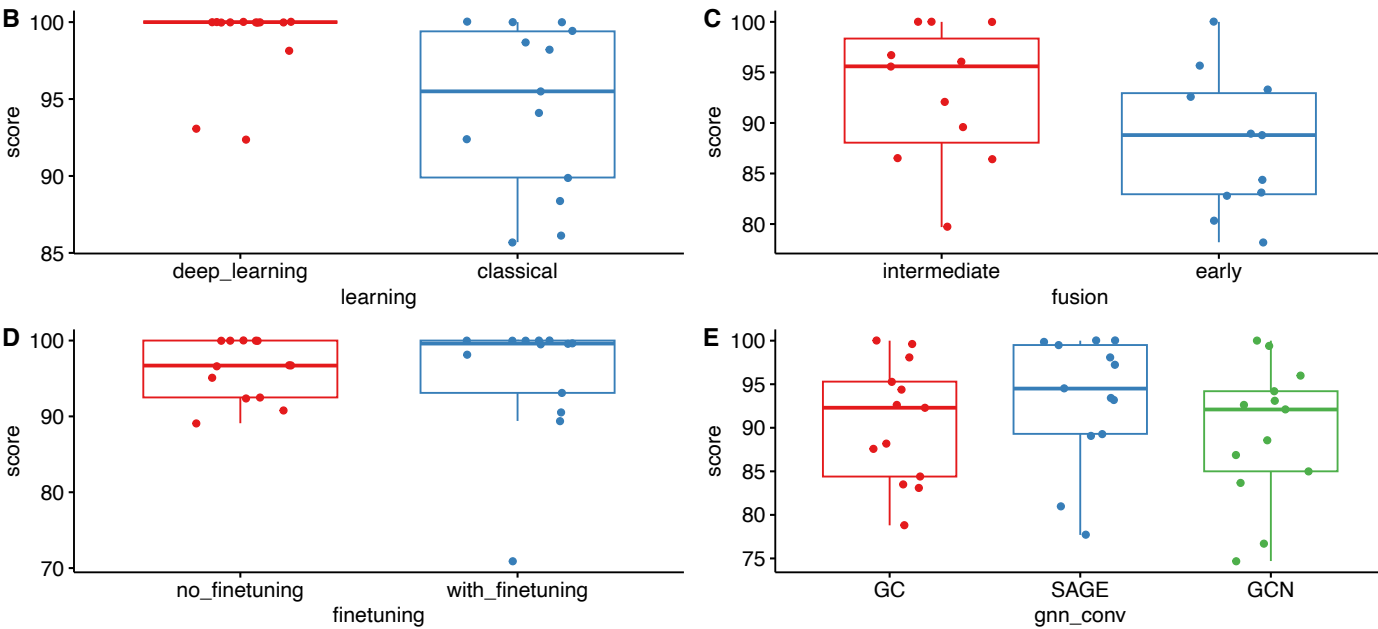 B
100
95
90
85
score
deep_learning classical
learning
C
100
95
90
85
80
score
intermediate early
fusion
D
100
90
80
70
score
no_finetuning with_finetuning
finetuning
E
100
95
90
85
80
75
score
GC SAGE GCN
gnn_conv